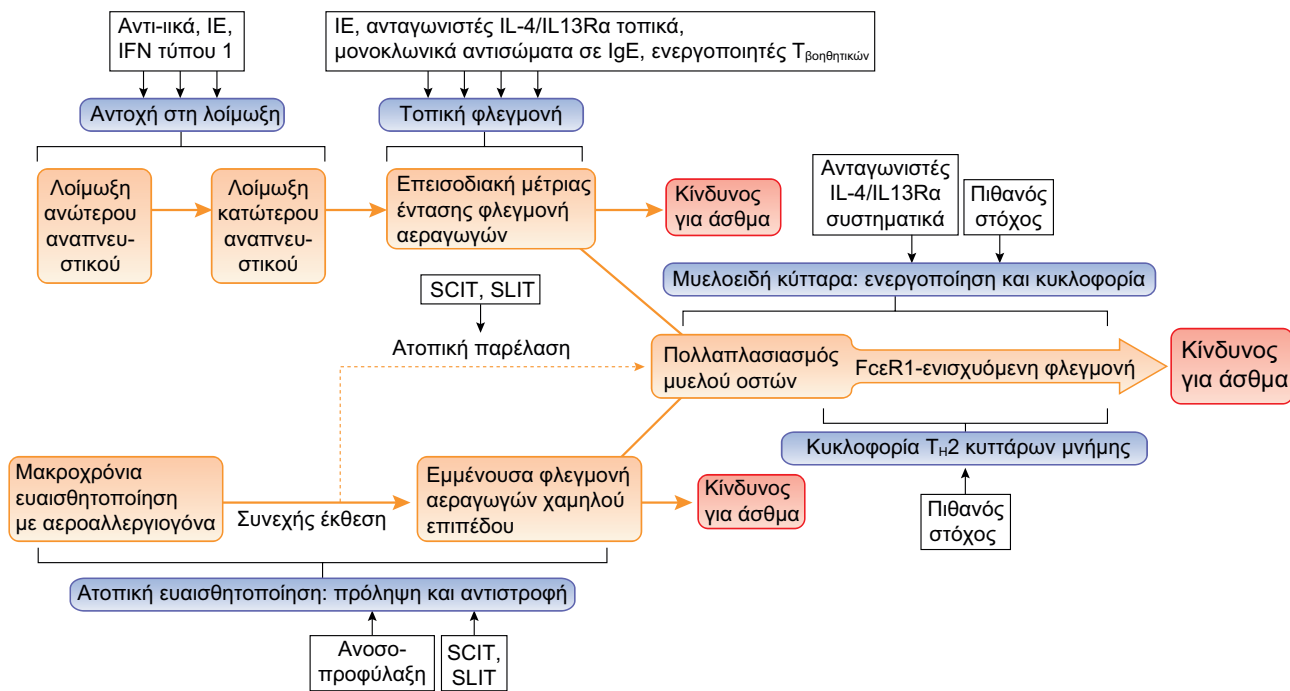 Αντι-ιικά, ΙΕ,
IFN τύπου 1
ΙΕ, ανταγωνιστές IL-4/IL13Rα τοπικά,
μονοκλωνικά αντισώματα σε IgE, ενεργοποιητές Τβοηθητικών
Αντοχή στη λοίμωξη
Τοπική φλεγμονή
Λοίμωξη
ανώτερου
αναπνευ-
στικού
Λοίμωξη
κατώτερου
αναπνευ-
στικού
Επεισοδιακή μέτριας
έντασης φλεγμονή
αεραγωγών
Κίνδυνος
για άσθμα
Ανταγωνιστές
IL-4/IL13Rα
συστηματικά
Πιθανός
στόχος
Μυελοειδή κύτταρα: ενεργοποίηση και κυκλοφορία
SCIT, SLIT
Ατοπική παρέλαση
Πολλαπλασιασμός
μυελού οστών
FcεR1-ενισχυόμενη φλεγμονή
Κίνδυνος
για άσθμα
Κυκλοφορία TH2 κυττάρων μνήμης
Πιθανός
στόχος
Μακροχρόνια
ευαισθητοποίηση
με αεροαλλεργιογόνα
Συνεχής έκθεση
Εμμένουσα φλεγμονή
αεραγωγών χαμηλού
επιπέδου
Κίνδυνος
για άσθμα
Ατοπική ευαισθητοποίηση: πρόληψη και αντιστροφή
Ανοσο-
προφύλαξη
SCIT,
SLIT